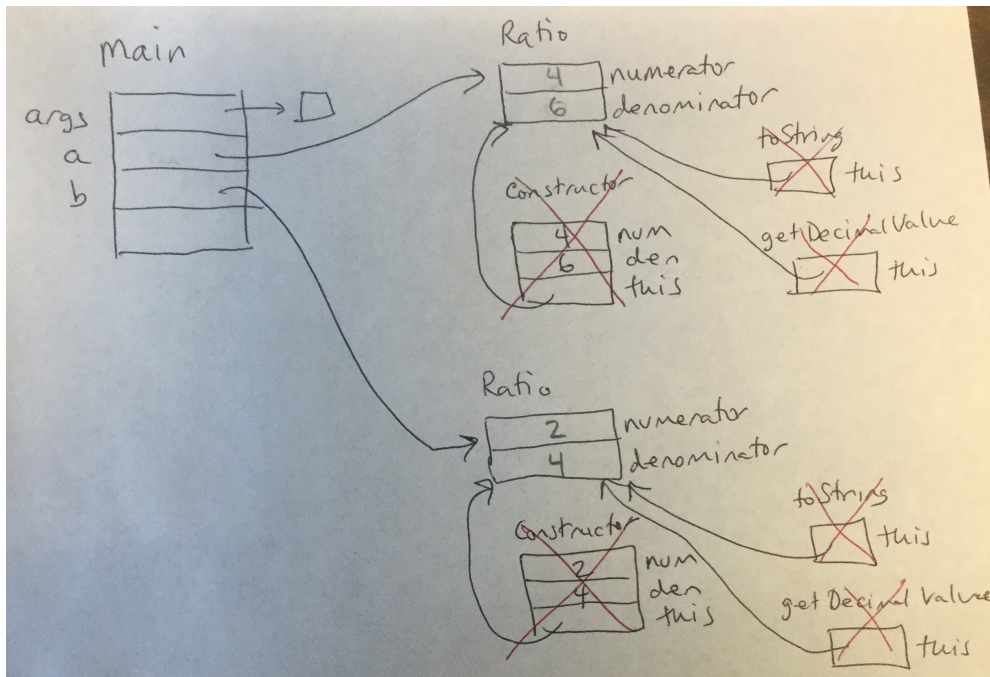 Main
args
a
b
Ratio
4 numerator
6 denominator
toString
this
Constructor
4 num
6 den
this
getDecimalValue
this
Ratio
2 numerator
4 denominator
toString
this
Constructor
2 num
4 den
this
getDecimalValue
this